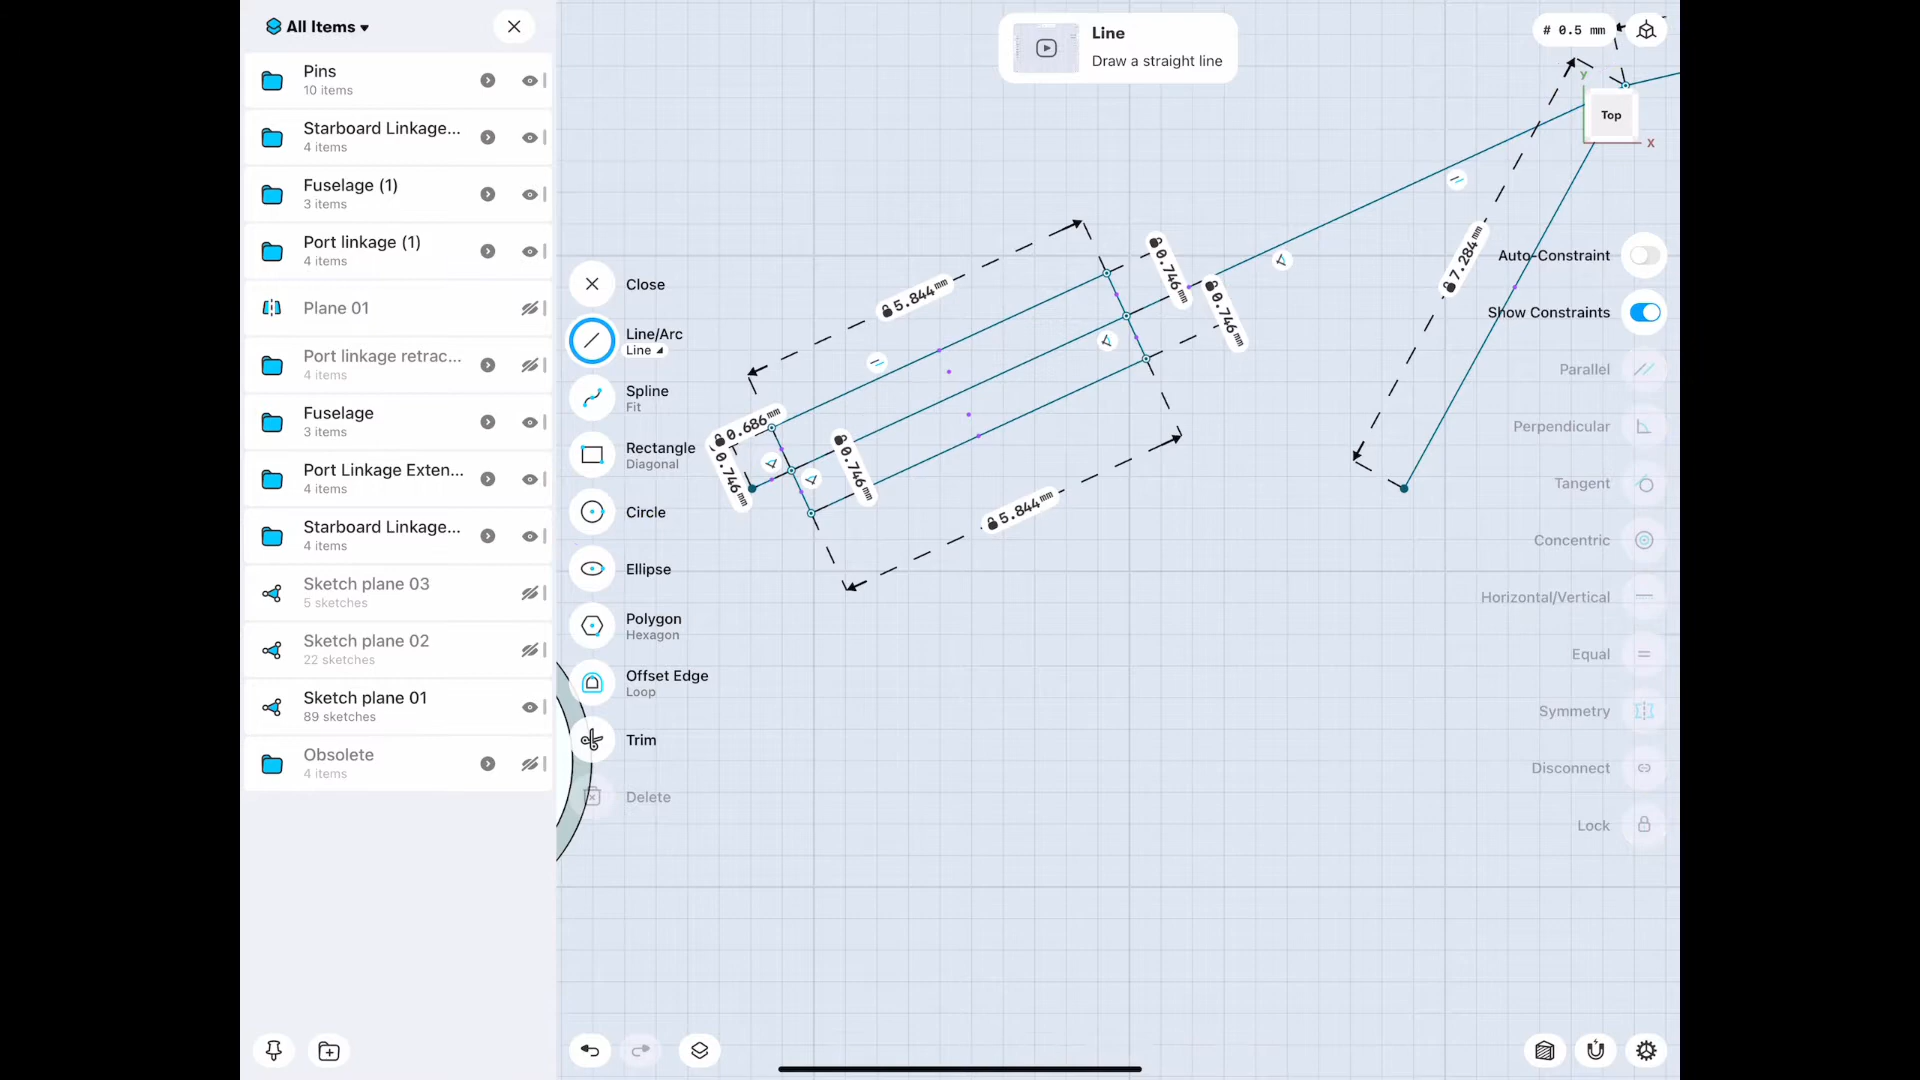 All Items
Pins
10 items
Starboard Linkage...
4 items
Fuselage (1)
3 items
Port linkage (1)
4 items
Plane 01
Port linkage retrac...
4 items
Fuselage
3 items
Port Linkage Exten...
4 items
Starboard Linkage...
4 items
Sketch plane 03
5 sketches
Sketch plane 02
22 sketches
Sketch plane 01
89 sketches
Obsolete
4 items
Line
Draw a straight line
# 0.5 mm
y
Top
X
Close
Line/Arc
Line
Spline
Fit
Rectangle
Diagonal
Circle
Ellipse
Polygon
Hexagon
Offset Edge
Loop
Trim
Delete
5.844 mm
0.746 mm
0.746 mm
7.284 mm
0.686 mm
0.746 mm
0.746 mm
5.844 mm
Auto-Constraint
Show Constraints
Parallel
Perpendicular
Tangent
Concentric
Horizontal/Vertical
Equal
Symmetry
Disconnect
Lock